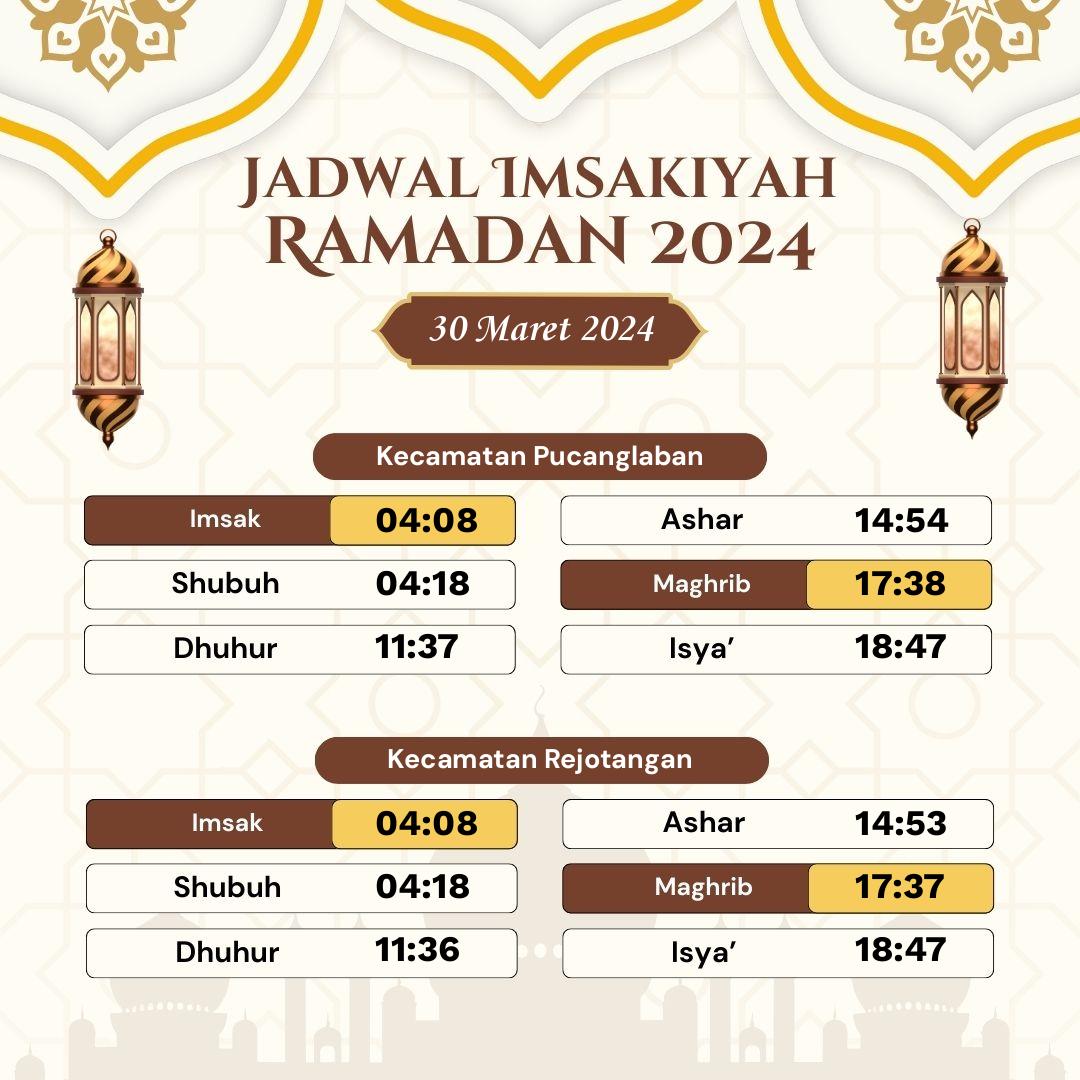 Jadwal Imsakiyah
Ramadan 2024
30 Maret 2024
Kecamatan Pucanglaban
Imsak 04:08
Shubuh 04:18
Dhuhur 11:37
Ashar 14:54
Maghrib 17:38
Isya’ 18:47
Kecamatan Rejotangan
Imsak 04:08
Shubuh 04:18
Dhuhur 11:36
Ashar 14:53
Maghrib 17:37
Isya’ 18:47